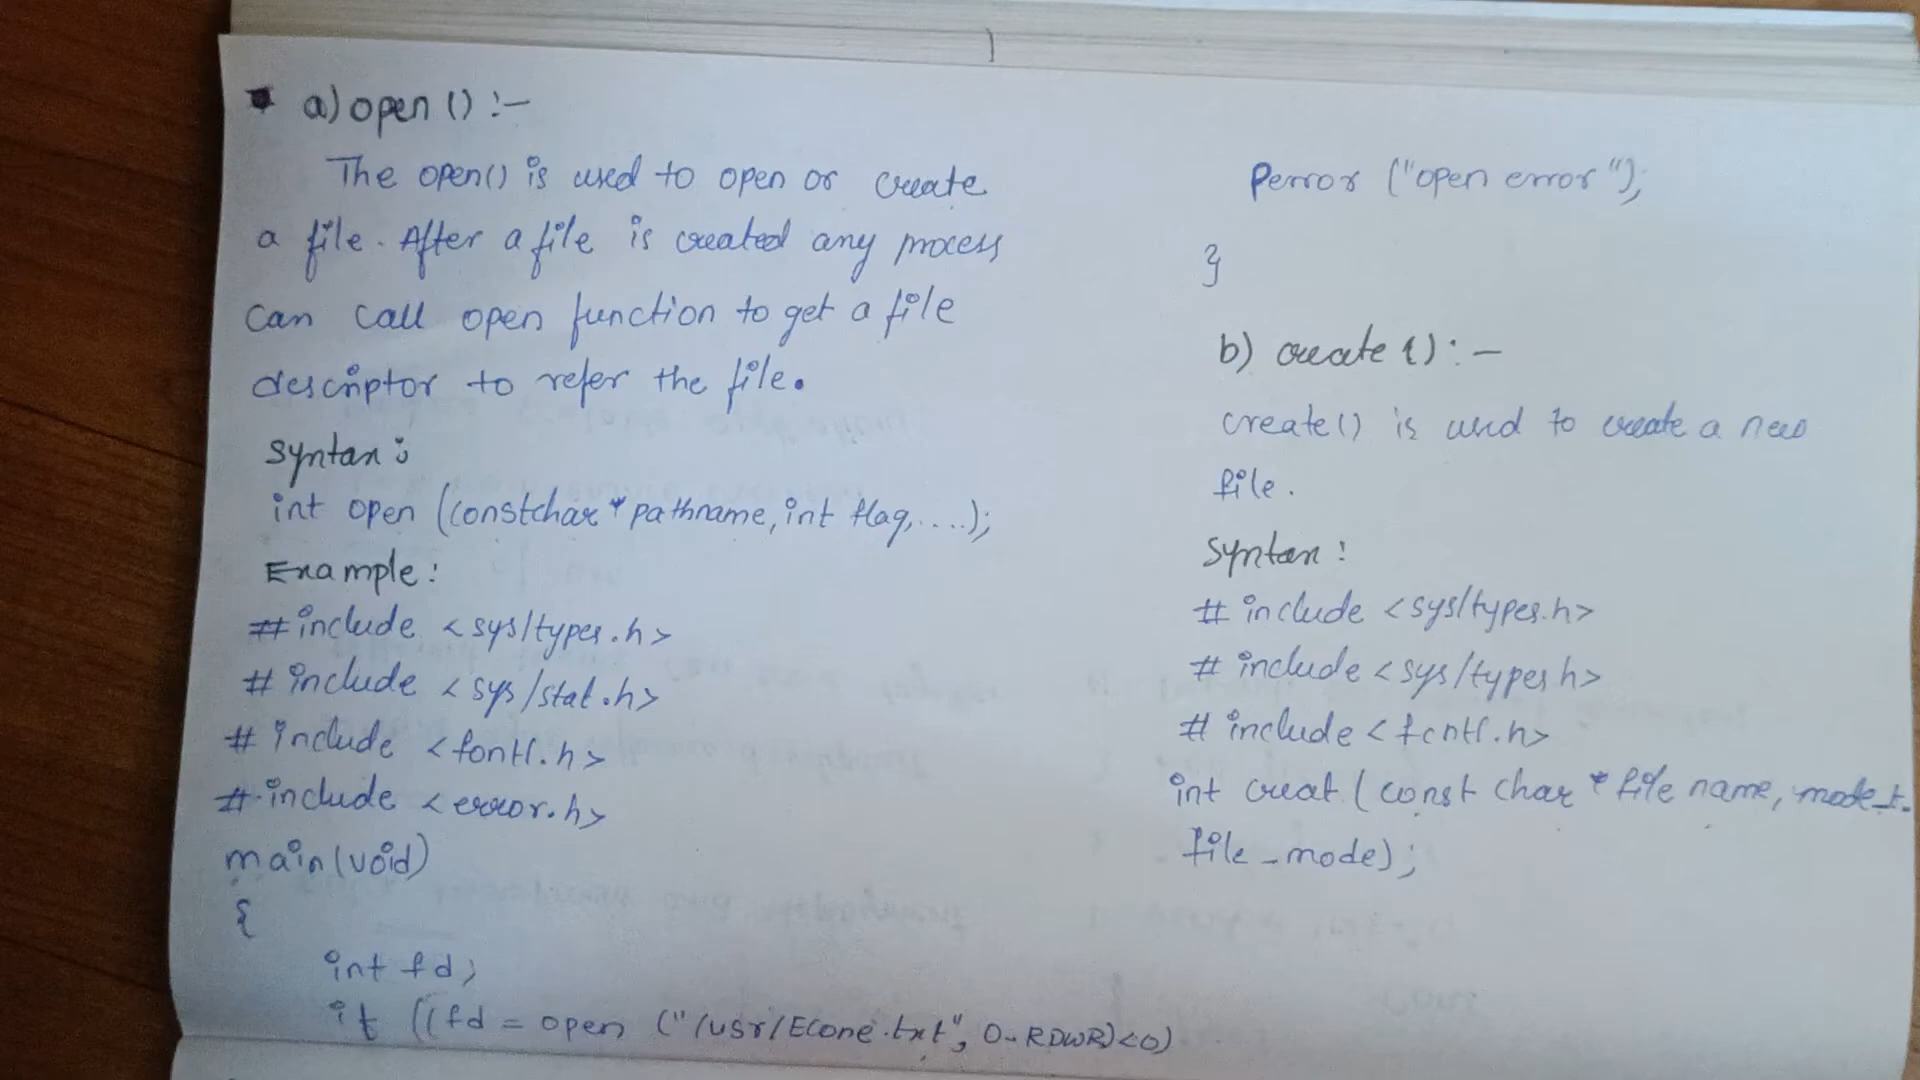 a) open () :-
The open() is used to open or create
a file. After a file is created any process
can call open function to get a file
descriptor to refer the file.
Syntax :
int open (constchar * pathname, int flag, ....);
Example :
# include <sys/types.h>
# include <sys/stat.h>
# include <fontl.h>
# include <error.h>
main(void)
{
int fd;
if ((fd = open ("/usr/Econe.txt", O-RDWR)<0)
Perror ("open error");
}
b) create () : -
create() is used to create a new
file.
Syntax :
# include <sys/types.h>
# include <sys/types h>
# include <fcntl.h>
int creat (const char * file name, mode_t.
file _ mode) ;